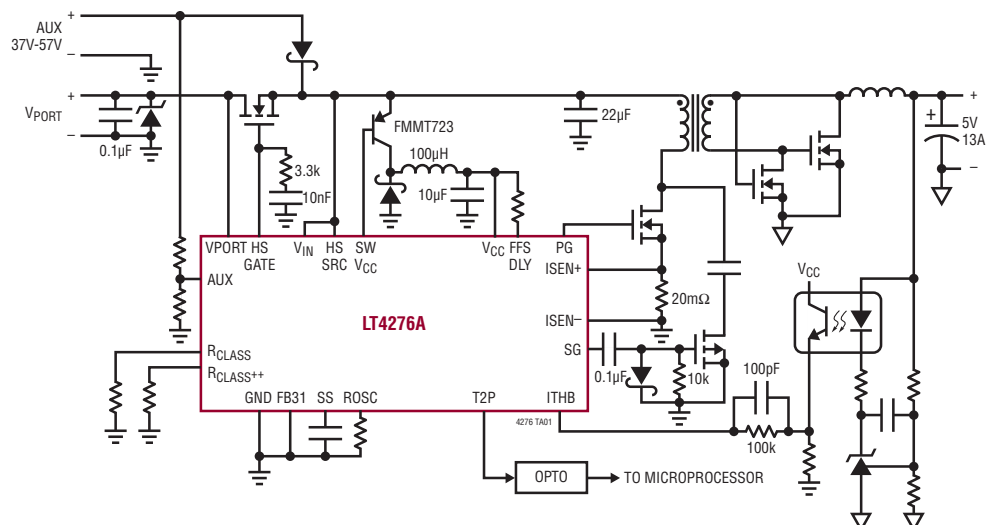 +
AUX
37V-57V
–
+
VPORT
–
0.1µF
3.3k
10nF
FMMT723
100µH
10µF
22µF
+
+
5V
13A
–
VPORT
HS
GATE
VIN
HS
SRC
SW
VCC
VCC
FFS
DLY
PG
ISEN+
AUX
20mΩ
VCC
LT4276A
ISEN–
SG
0.1µF
10k
100pF
100k
RCLASS
RCLASS++
GND
FB31
SS
ROSC
T2P
ITHB
4276 TA01
OPTO
TO MICROPROCESSOR